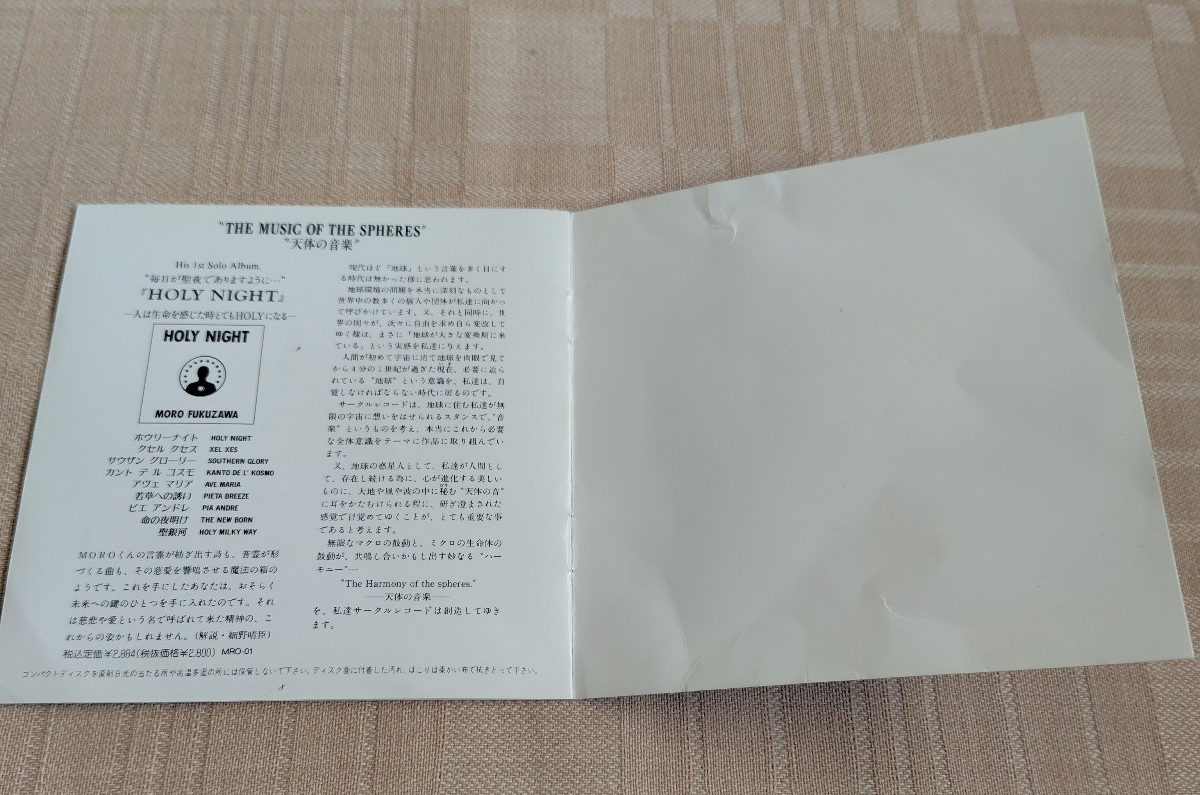 "THE MUSIC OF THE SPHERES"
"天体の音楽"
His 1st Solo Album.
"毎日が聖夜でありますように…"
『HOLY NIGHT』
—人は生命を感じた時とてもHOLYになる—
HOLY NIGHT
MORO FUKUZAWA
ホウリーナイト HOLY NIGHT
クセル クセス XEL XES
サウザン グローリー SOUTHERN GLORY
カント デ ル コスモ KANTO DE L' KOSMO
アヴェ マリア AVE MARIA
若草への誘い PIETA BREEZE
ピエ アンドレ PIA ANDRE
命の夜明け THE NEW BORN
聖銀河 HOLY MILKY WAY
MOROくんの言霊が紡ぎ出す詩も、音霊が形
づくる曲も、その慈愛を響鳴させる魔法の箱の
ようです。これを手にしたあなたは、おそらく
未来への鍵のひとつを手に入れたのです。それ
は慈悲や愛という名で呼ばれて来た精神の、こ
れからの姿かもしれません。(解説・細野晴臣)
税込定価¥2,884(税抜価格¥2,800) MRO-01
現代ほど「地球」という言葉を多く目にす
る時代は無かった様に思われます。
地球環境の問題を本当に深刻なものとして
世界中の数多くの個人や団体が私達に向かっ
て呼びかけています。又、それと同時に、世
界の国々が、次々に自由を求め自ら変改して
ゆく様は、まさに「地球が大きな変換期に来
ている」という実感を私達に与えます。
人間が初めて宇宙に出て地球を肉眼で見て
から4分の1世紀が過ぎた現在、必要に迫ら
れている"地球"という意識を、私達は、自
覚しなければならない時代に居るのです。
サークルレコードは、地球に住む私達が無
限の宇宙に想いをはせられるスタンスで、"音
楽"というものを考え、本当にこれから必要
な全体意識をテーマに作品に取り組んでい
ます。
又、地球の惑星人として、私達が人間とし
て、存在し続ける為に、心が進化する美しい
ものに、大地や風や波の中に秘む"天体の音"
に耳をかたむけられる程に、研ぎ澄まされた
感覚で目覚めてゆくことが、とても重要な事
であると考えます。
無限なマクロの鼓動と、ミクロの生命体の
鼓動が、共鳴し合いかもし出す妙なる"ハー
モニー"…
"The Harmony of the spheres."
——天体の音楽——
を、私達サークルレコードは創造してゆき
ます。
コンパクトディスクを直射日光の当たる所や高温多湿の所には保管しないで下さい。ディスク面に付着した汚れ、ほこりは柔かい布で拭きとって下さい。
8